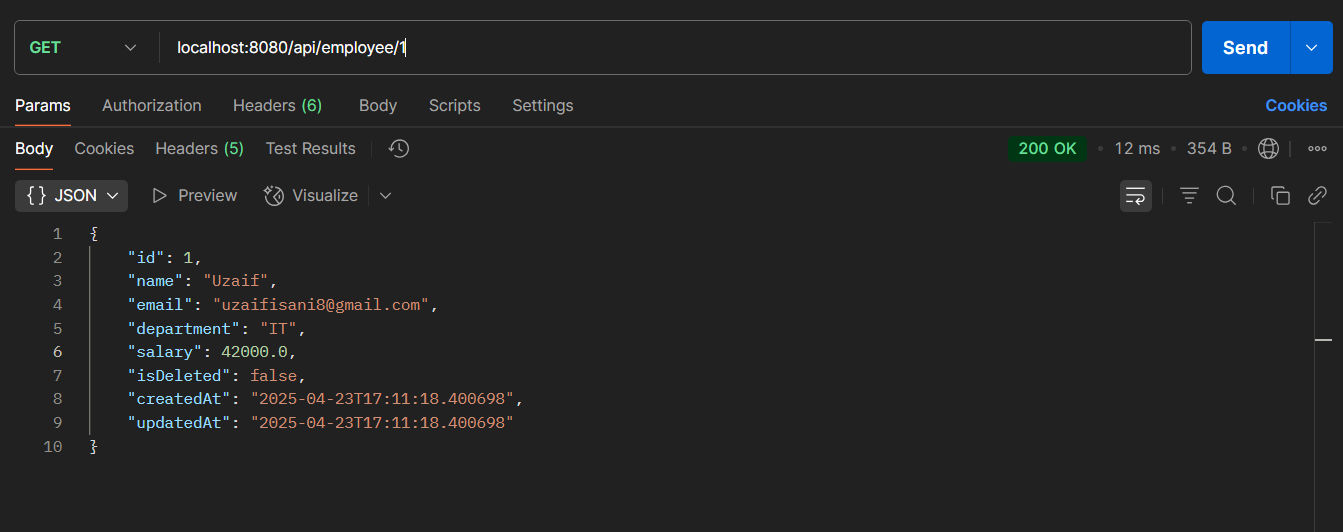 GET localhost:8080/api/employee/1 Send
Params Authorization Headers (6) Body Scripts Settings Cookies
Body Cookies Headers (5) Test Results 200 OK • 12 ms • 354 B •
{} JSON Preview Visualize
1 {
2 "id": 1,
3 "name": "Uzaif",
4 "email": "uzaifisani8@gmail.com",
5 "department": "IT",
6 "salary": 42000.0,
7 "isDeleted": false,
8 "createdAt": "2025-04-23T17:11:18.400698",
9 "updatedAt": "2025-04-23T17:11:18.400698"
10 }